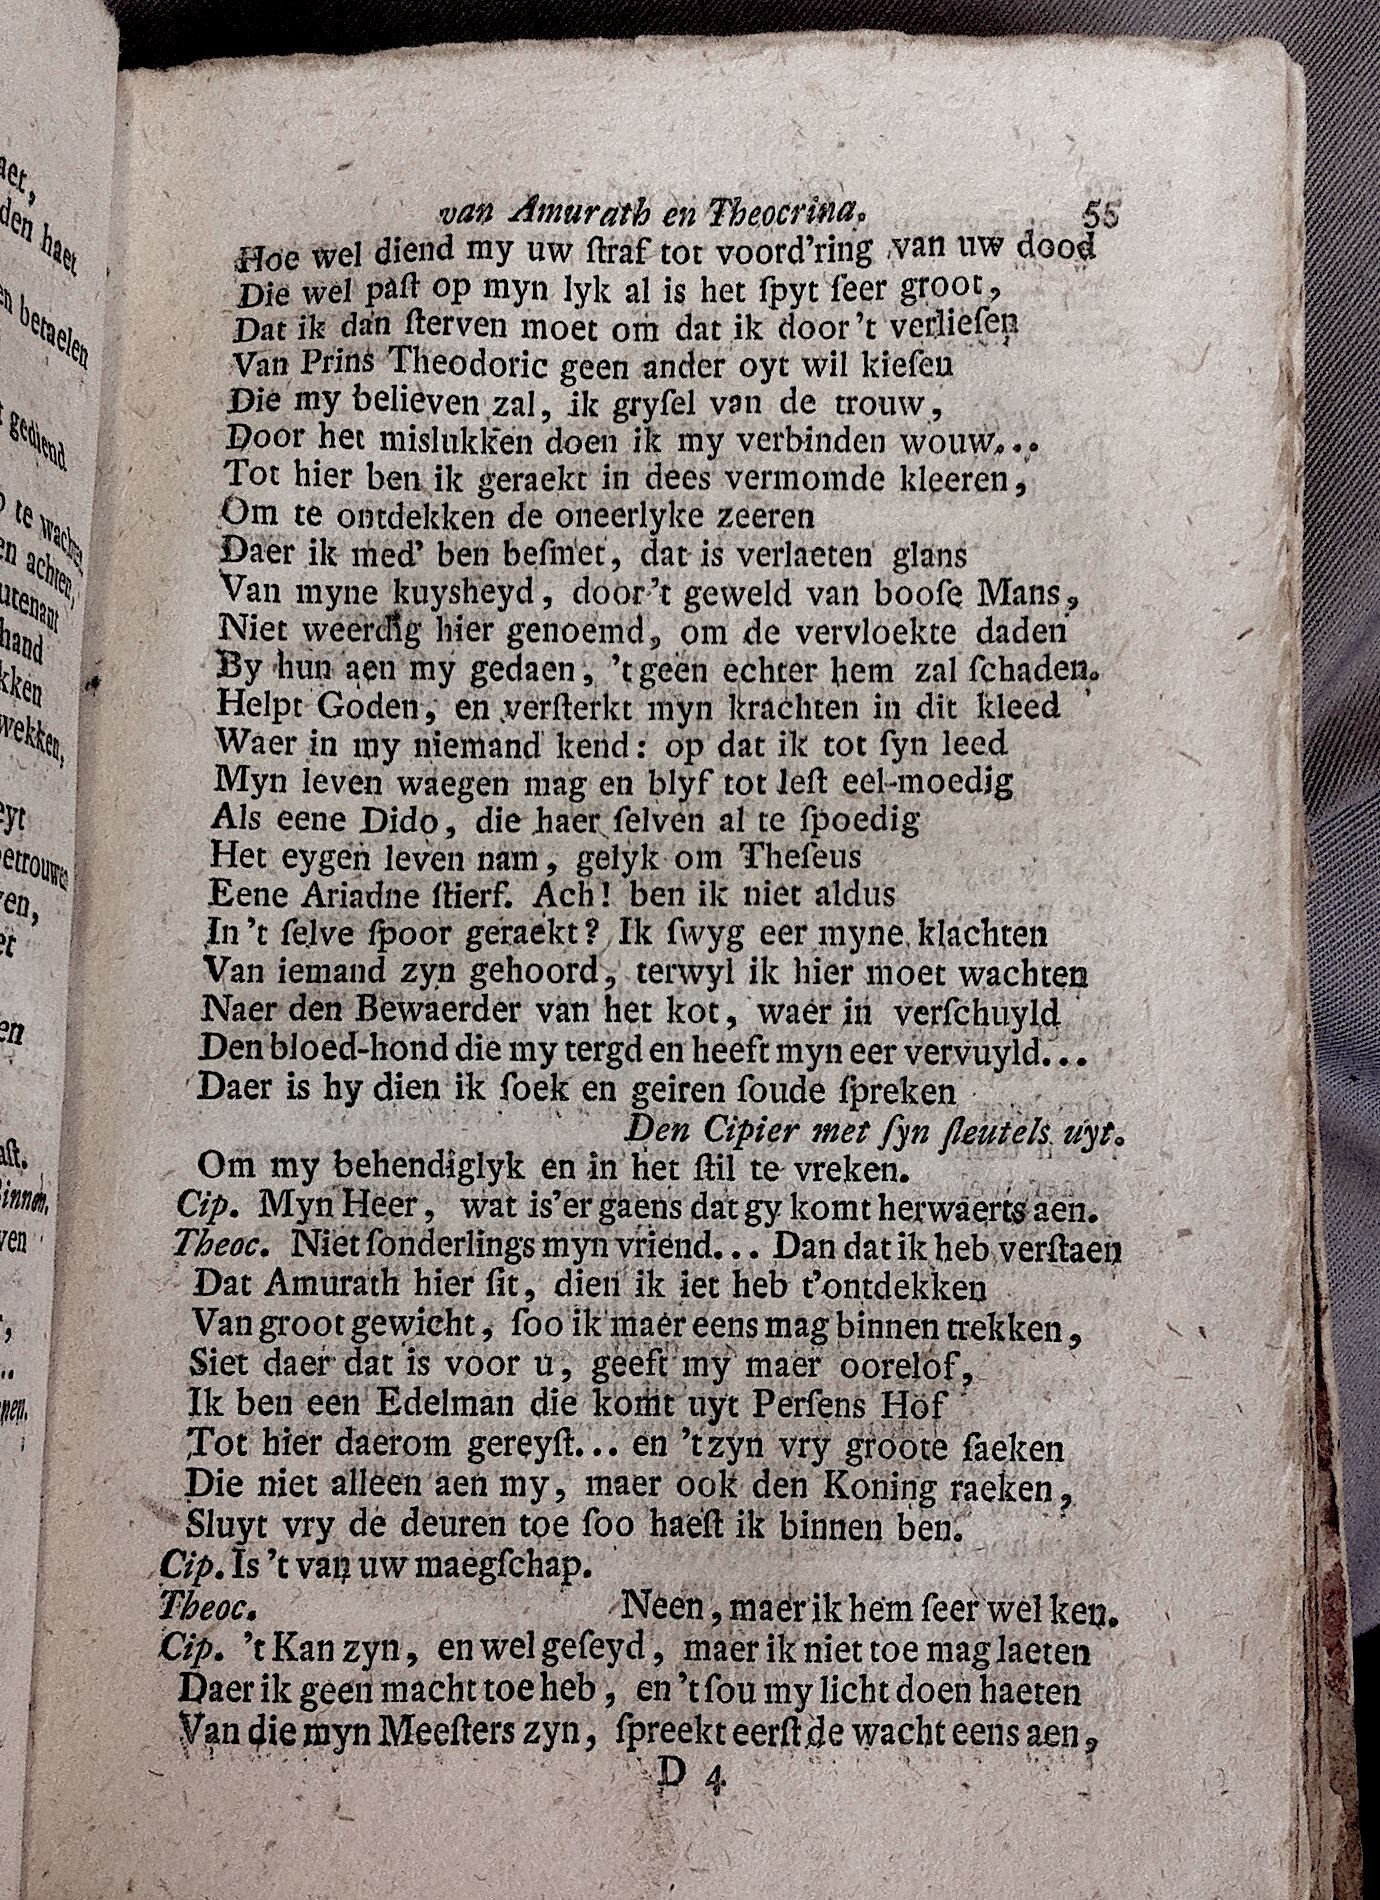 van Amurath en Theocrina. 55
Hoe wel diend my uw ſtraf tot voord'ring van uw dood
Die wel paſt op myn lyk al is het ſpyt ſeer groot,
Dat ik dan ſterven moet om dat ik door 't verlieſen
Van Prins Theodoric geen ander oyt wil kieſen
Die my believen zal, ik gryſel van de trouw,
Door het mislukken doen ik my verbinden wouw...
Tot hier ben ik geraekt in dees vermomde kleeren,
Om te ontdekken de oneerlyke zeeren
Daer ik med' ben beſmet, dat is verlaeten glans
Van myne kuysheyd, door 't geweld van booſe Mans,
Niet weerdig hier genoemd, om de vervloekte daden
By hun aen my gedaen, 't geen echter hem zal ſchaden.
Helpt Goden, en verſterkt myn krachten in dit kleed
Waer in my niemand kend: op dat ik tot ſyn leed
Myn leven waegen mag en blyf tot leſt eel-moedig
Als eene Dido, die haer ſelven al te ſpoedig
Het eygen leven nam, gelyk om Theſeus
Eene Ariadne ſtierf. Ach! ben ik niet aldus
In 't ſelve ſpoor geraekt? Ik ſwyg eer myne klachten
Van iemand zyn gehoord, terwyl ik hier moet wachten
Naer den Bewaerder van het kot, waer in verſchuyld
Den bloed-hond die my tergd en heeft myn eer vervuyld...
Daer is hy dien ik ſoek en geiren ſoude ſpreken
Den Cipier met ſyn ſleutels uyt.
Om my behendiglyk en in het ſtil te vreken.
Cip. Myn Heer, wat is'er gaens dat gy komt herwaerts aen.
Theoc. Niet ſonderlings myn vriend... Dan dat ik heb verſtaen
Dat Amurath hier ſit, dien ik iet heb t'ontdekken
Van groot gewicht, ſoo ik maer eens mag binnen trekken,
Siet daer dat is voor u, geeft my maer oorelof,
Ik ben een Edelman die komt uyt Perſens Hof
Tot hier daerom gereyſt... en 't zyn vry groote ſaeken
Die niet alleen aen my, maer ook den Koning raeken,
Sluyt vry de deuren toe ſoo haeſt ik binnen ben.
Cip. Is 't van uw maegſchap.
Theoc. Neen, maer ik hem ſeer wel ken.
Cip. 't Kan zyn, en wel geſeyd, maer ik niet toe mag laeten
Daer ik geen macht toe heb, en 't ſou my licht doen haeten
Van die myn Meeſters zyn, ſpreekt eerſt de wacht eens aen,
D 4